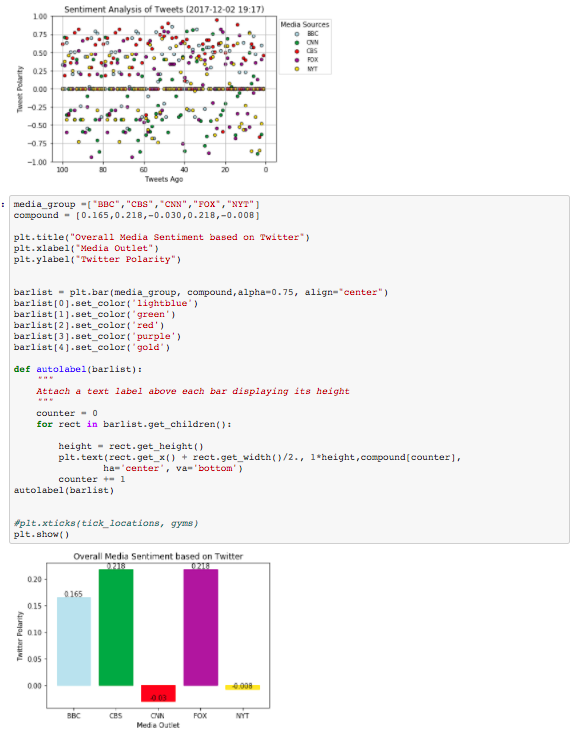 Sentiment Analysis of Tweets (2017-12-02 19:17)
Media Sources
BBC
CNN
CBS
FOX
NYT
1.00
0.75
0.50
0.25
0.00
−0.25
−0.50
−0.75
−1.00
Tweet Polarity
100 80 60 40 20 0
Tweets Ago
: media_group =["BBC","CBS","CNN","FOX","NYT"]
compound = [0.165,0.218,-0.030,0.218,-0.008]
plt.title("Overall Media Sentiment based on Twitter")
plt.xlabel("Media Outlet")
plt.ylabel("Twitter Polarity")
barlist = plt.bar(media_group, compound,alpha=0.75, align="center")
barlist[0].set_color('lightblue')
barlist[1].set_color('green')
barlist[2].set_color('red')
barlist[3].set_color('purple')
barlist[4].set_color('gold')
def autolabel(barlist):
"""
Attach a text label above each bar displaying its height
"""
counter = 0
for rect in barlist.get_children():
height = rect.get_height()
plt.text(rect.get_x() + rect.get_width()/2., 1*height,compound[counter],
ha='center', va='bottom')
counter += 1
autolabel(barlist)
#plt.xticks(tick_locations, gyms)
plt.show()
Overall Media Sentiment based on Twitter
0.20
0.15
0.10
0.05
0.00
Twitter Polarity
0.165
0.218
-0.03
0.218
-0.008
BBC CBS CNN FOX NYT
Media Outlet